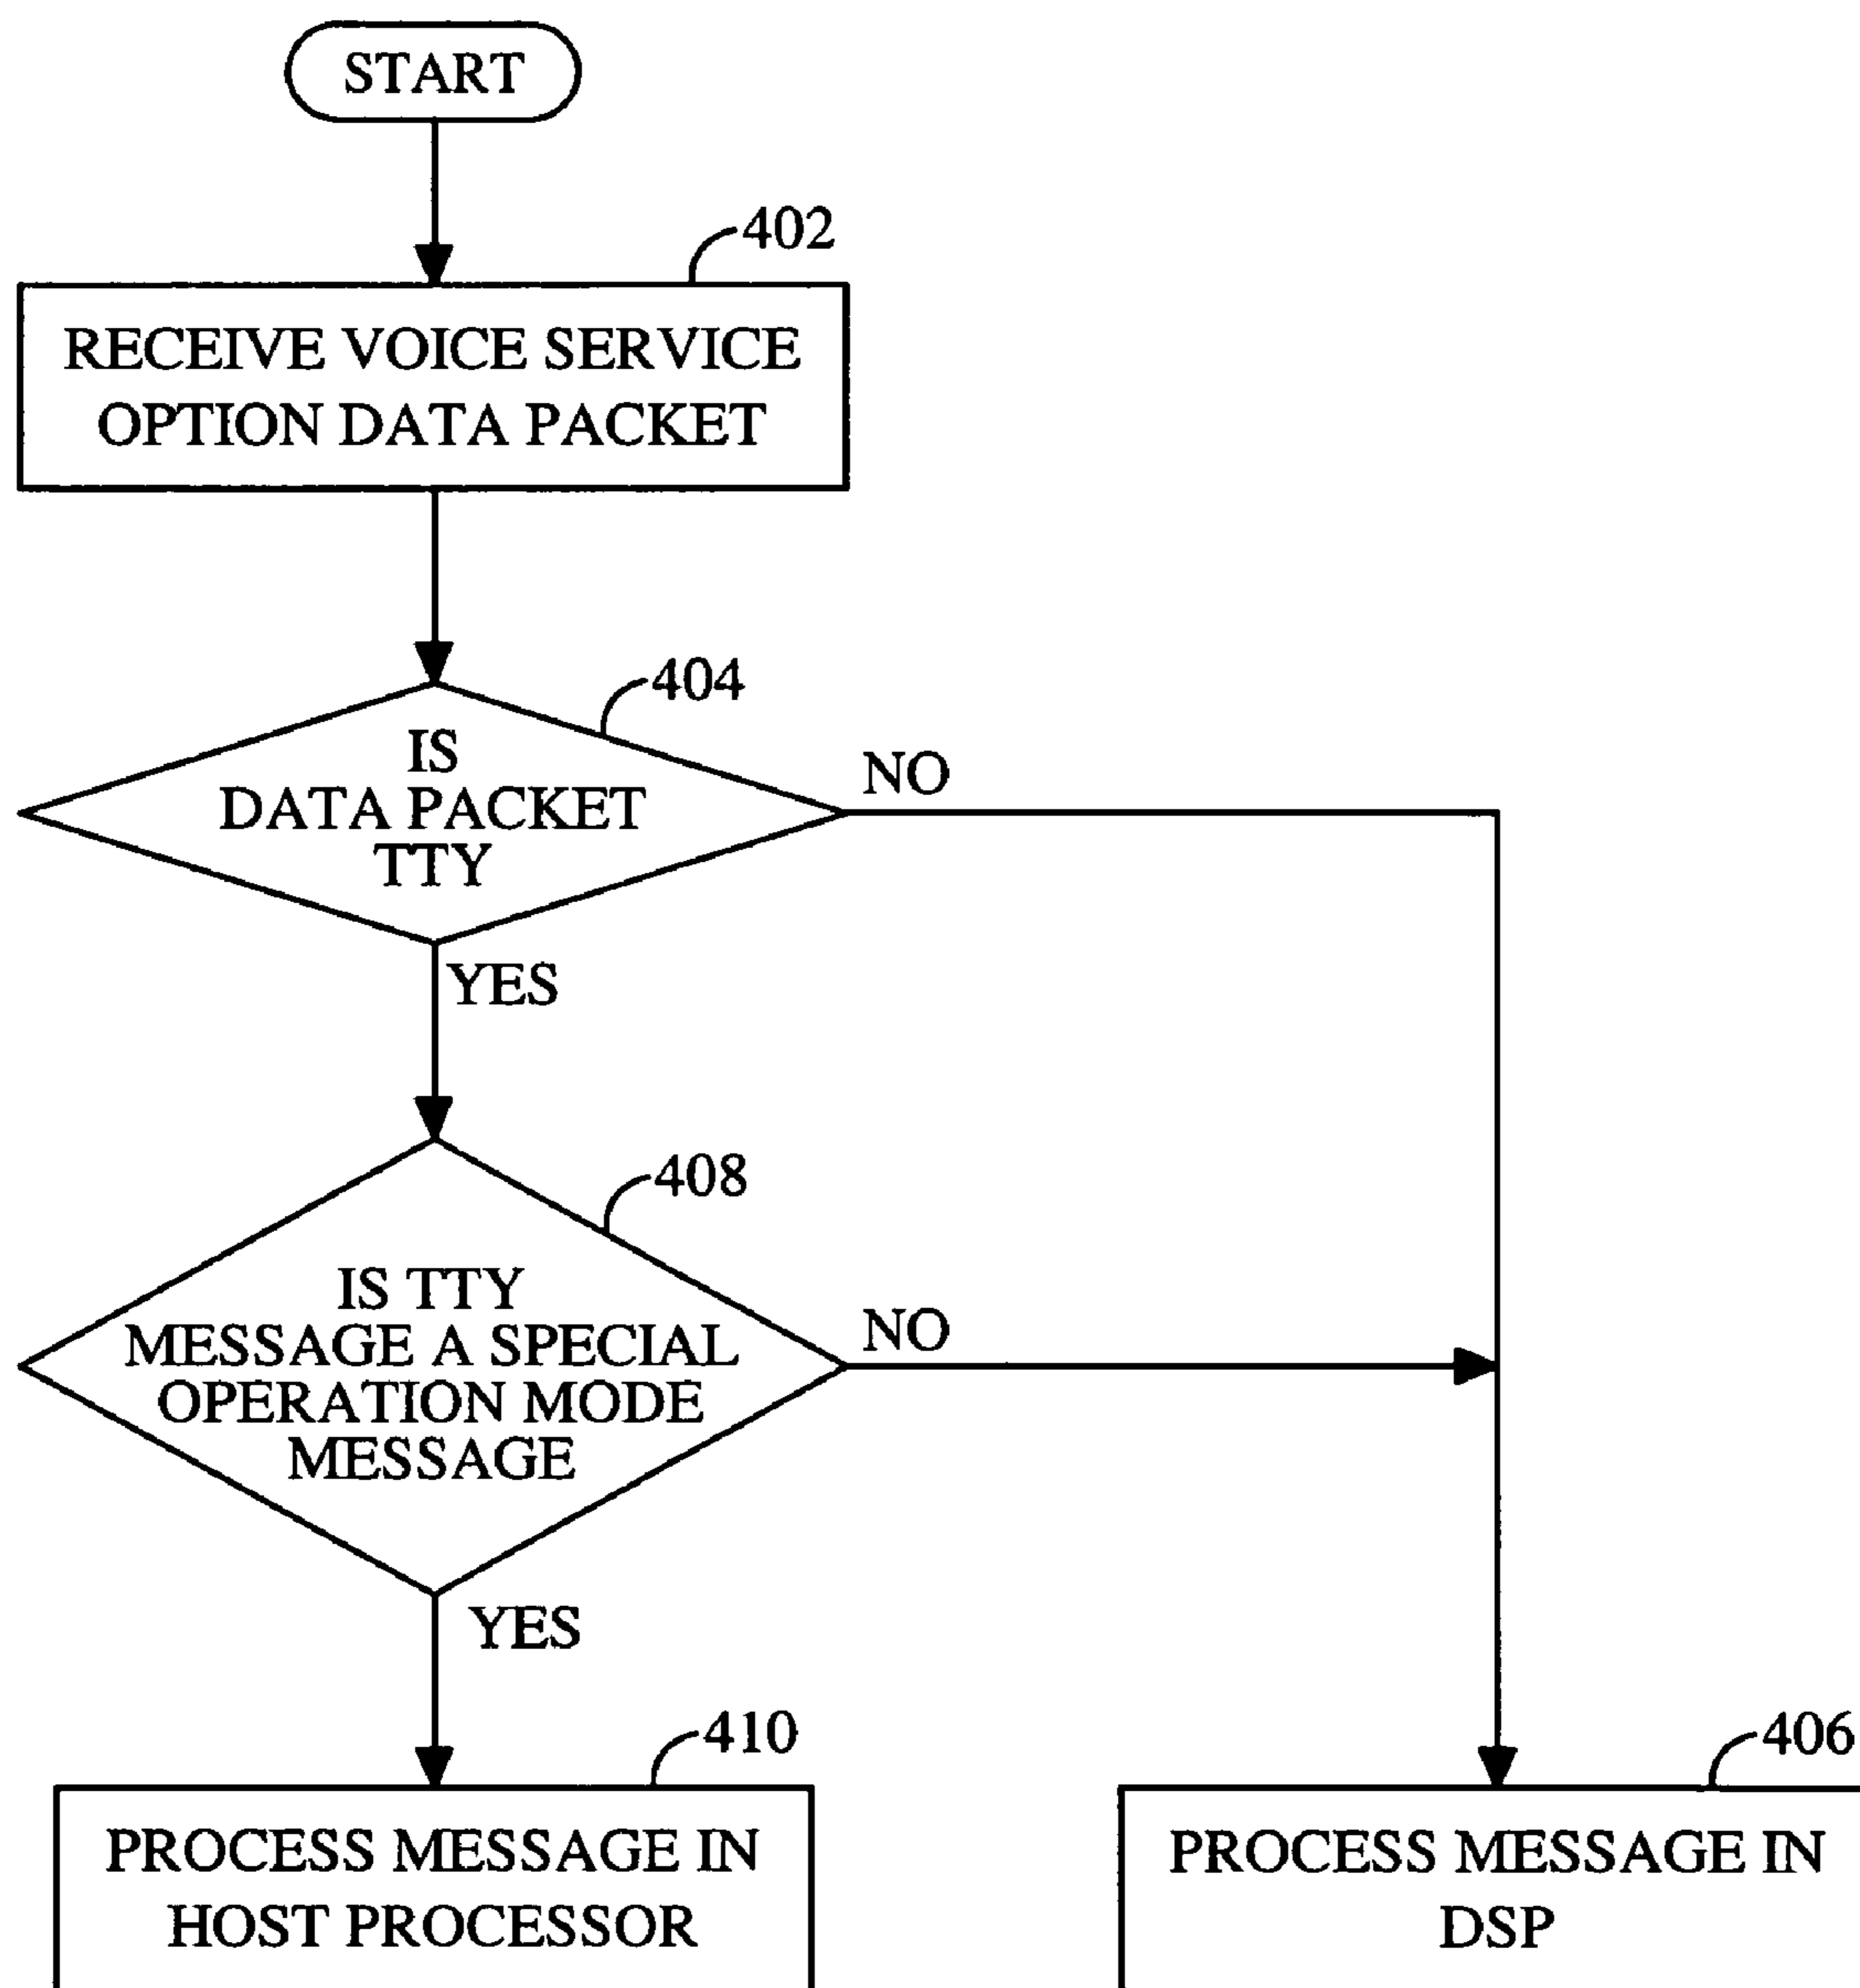 START
402
RECEIVE VOICE SERVICE
OPTION DATA PACKET
404
IS
DATA PACKET
TTY
NO
YES
408
IS TTY
MESSAGE A SPECIAL
OPERATION MODE
MESSAGE
NO
YES
410
PROCESS MESSAGE IN
HOST PROCESSOR
406
PROCESS MESSAGE IN
DSP